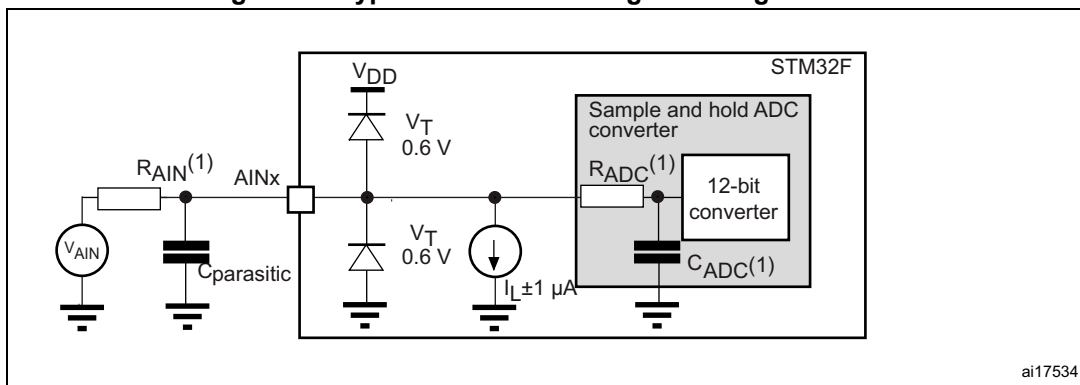 STM32F
VDD
Sample and hold ADC
converter
VT
0.6 V
RAIN(1)
AINx
RADC(1)
12-bit
converter
VAIN
Cparasitic
VT
0.6 V
IL±1 µA
CADC(1)
ai17534